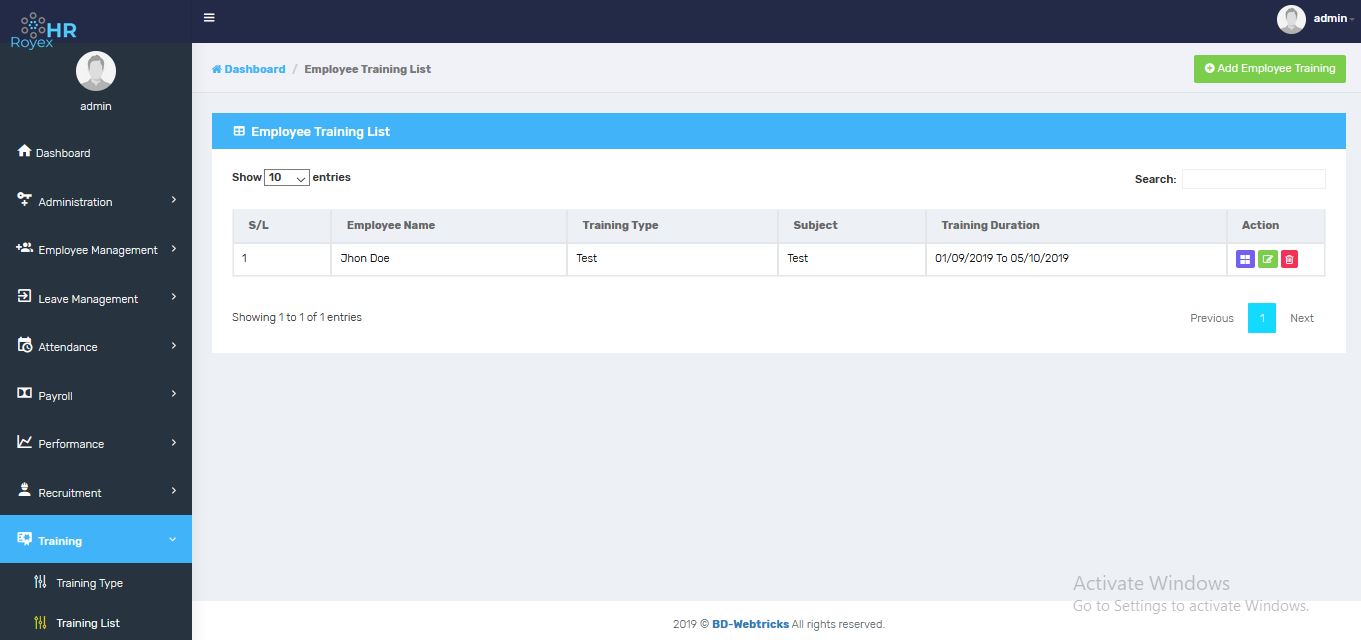 HR
Royex
admin
admin
Dashboard
Administration
Employee Management
Leave Management
Attendance
Payroll
Performance
Recruitment
Training
Training Type
Training List
Dashboard / Employee Training List
Add Employee Training
Employee Training List
Show 10 entries
Search:
S/L Employee Name Training Type Subject Training Duration Action
1 Jhon Doe Test Test 01/09/2019 To 05/10/2019
Showing 1 to 1 of 1 entries
Previous 1 Next
Activate Windows
Go to Settings to activate Windows.
2019 © BD-Webtricks All rights reserved.